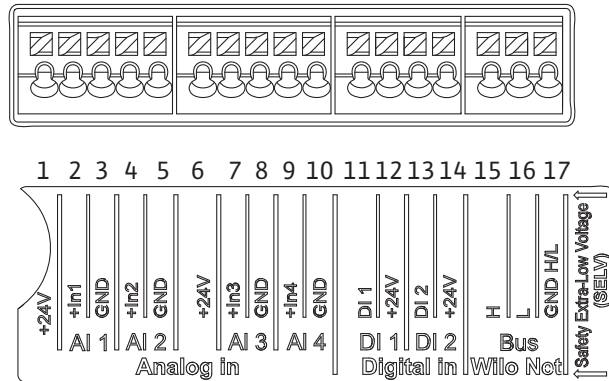 1 2 3 4 5 6 7 8 9 10 11 12 13 14 15 16 17
+24V +In1 GND +In2 GND +24V +In3 GND +In4 GND DI 1 +24V DI 2 +24V H L GND H/L
AI 1 AI 2 AI 3 AI 4 DI 1 DI 2 Bus
Analog in Digital in Wilo Net
Safety Extra-Low Voltage
(SELV)